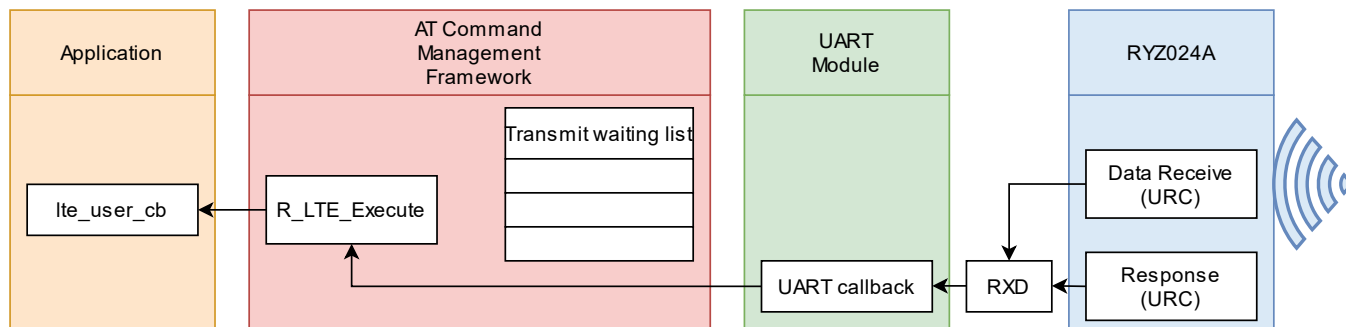 Application
AT Command
Management
Framework
UART
Module
RYZ024A
Transmit waiting list
lte_user_cb
R_LTE_Execute
Data Receive
(URC)
UART callback
RXD
Response
(URC)